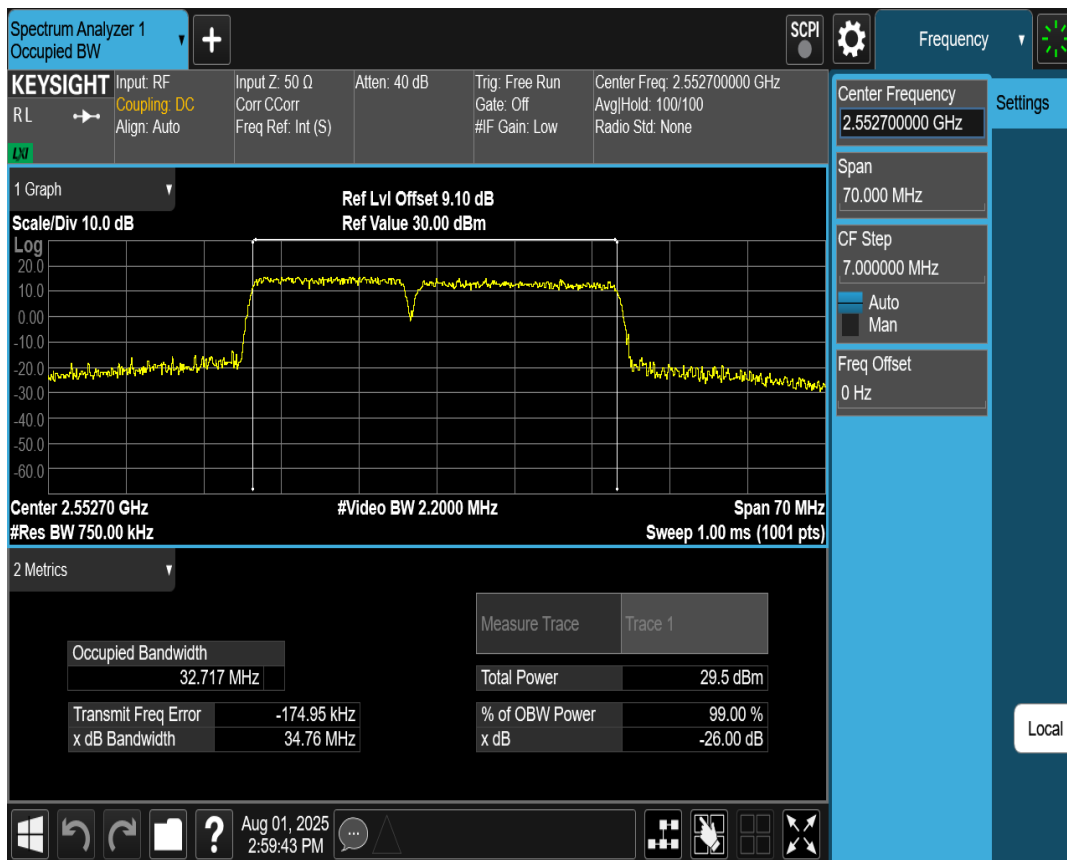 Spectrum Analyzer 1
Occupied BW
+
SCPI
Frequency
KEYSIGHT
RL
LXI
Input: RF
Coupling: DC
Align: Auto
Input Z: 50 Ω
Corr CCorr
Freq Ref: Int (S)
Atten: 40 dB
Trig: Free Run
Gate: Off
#IF Gain: Low
Center Freq: 2.552700000 GHz
Avg|Hold: 100/100
Radio Std: None
Center Frequency
2.552700000 GHz
Settings
Span
70.000 MHz
CF Step
7.000000 MHz
Auto
Man
Freq Offset
0 Hz
Local
1 Graph
Scale/Div 10.0 dB
Ref Lvl Offset 9.10 dB
Ref Value 30.00 dBm
Log
20.0
10.0
0.00
-10.0
-20.0
-30.0
-40.0
-50.0
-60.0
Center 2.55270 GHz
#Video BW 2.2000 MHz
Span 70 MHz
#Res BW 750.00 kHz
Sweep 1.00 ms (1001 pts)
2 Metrics
Measure Trace Trace 1
Occupied Bandwidth
32.717 MHz
Total Power 29.5 dBm
Transmit Freq Error -174.95 kHz
% of OBW Power 99.00 %
x dB Bandwidth 34.76 MHz
x dB -26.00 dB
?
Aug 01, 2025
2:59:43 PM